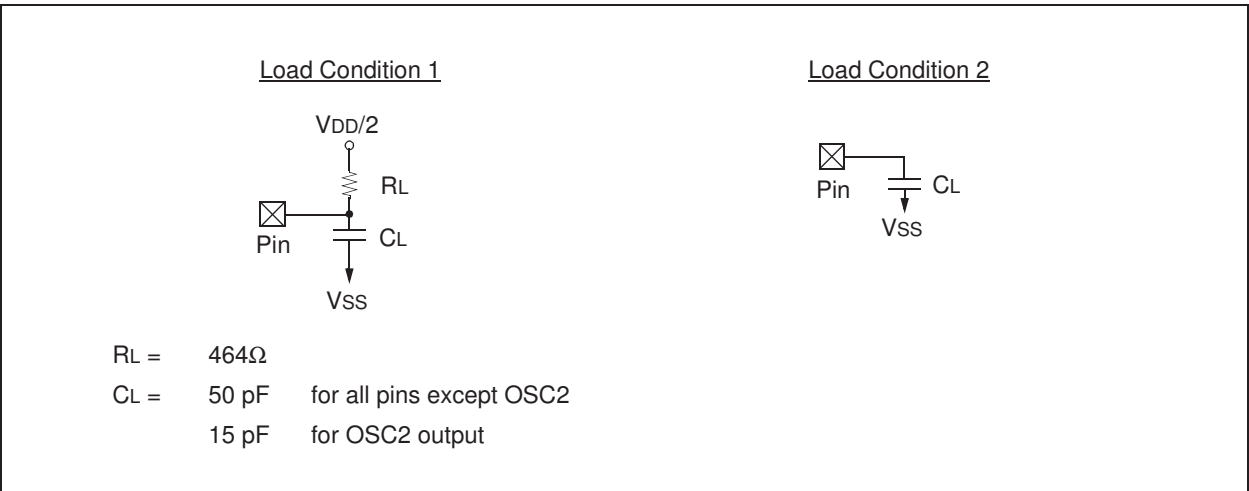 Load Condition 1
VDD/2
RL
Pin
CL
VSS
Load Condition 2
Pin
CL
VSS
RL = 464Ω
CL = 50 pF for all pins except OSC2
15 pF for OSC2 output